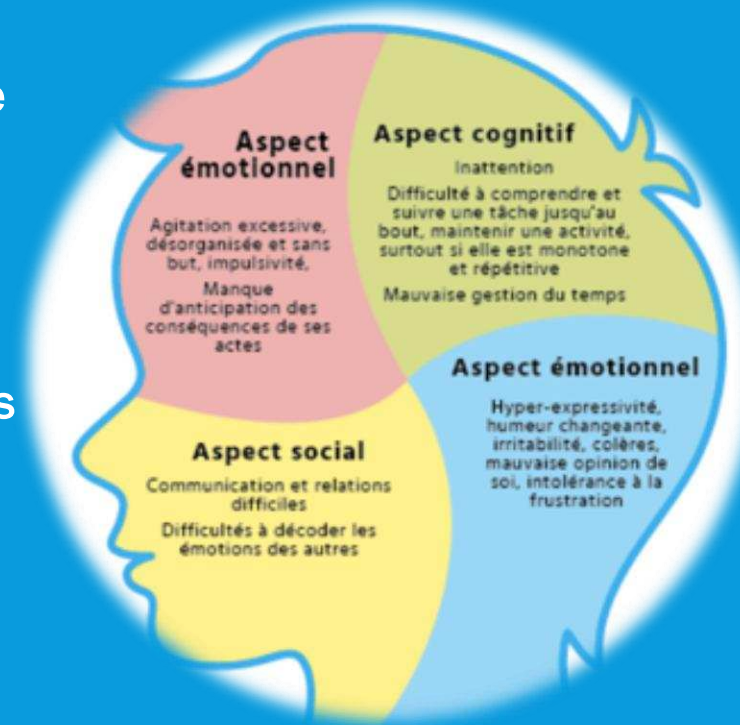 e
s
Aspect
émotionnel
Agitation excessive,
désorganisée et sans
but, impulsivité.
Manque
d'anticipation des
conséquences de ses
actes
Aspect cognitif
Inattention
Difficulté à comprendre et
suivre une tâche jusqu'au
bout, maintenir une activité,
surtout si elle est monotone
et répétitive
Mauvaise gestion du temps
Aspect social
Communication et relations
difficiles
Difficultés à décoder les
émotions des autres
Aspect émotionnel
Hyper-expressivité,
humeur changeante,
irritabilité, colères,
mauvaise opinion de
soi, intolérance à la
frustration